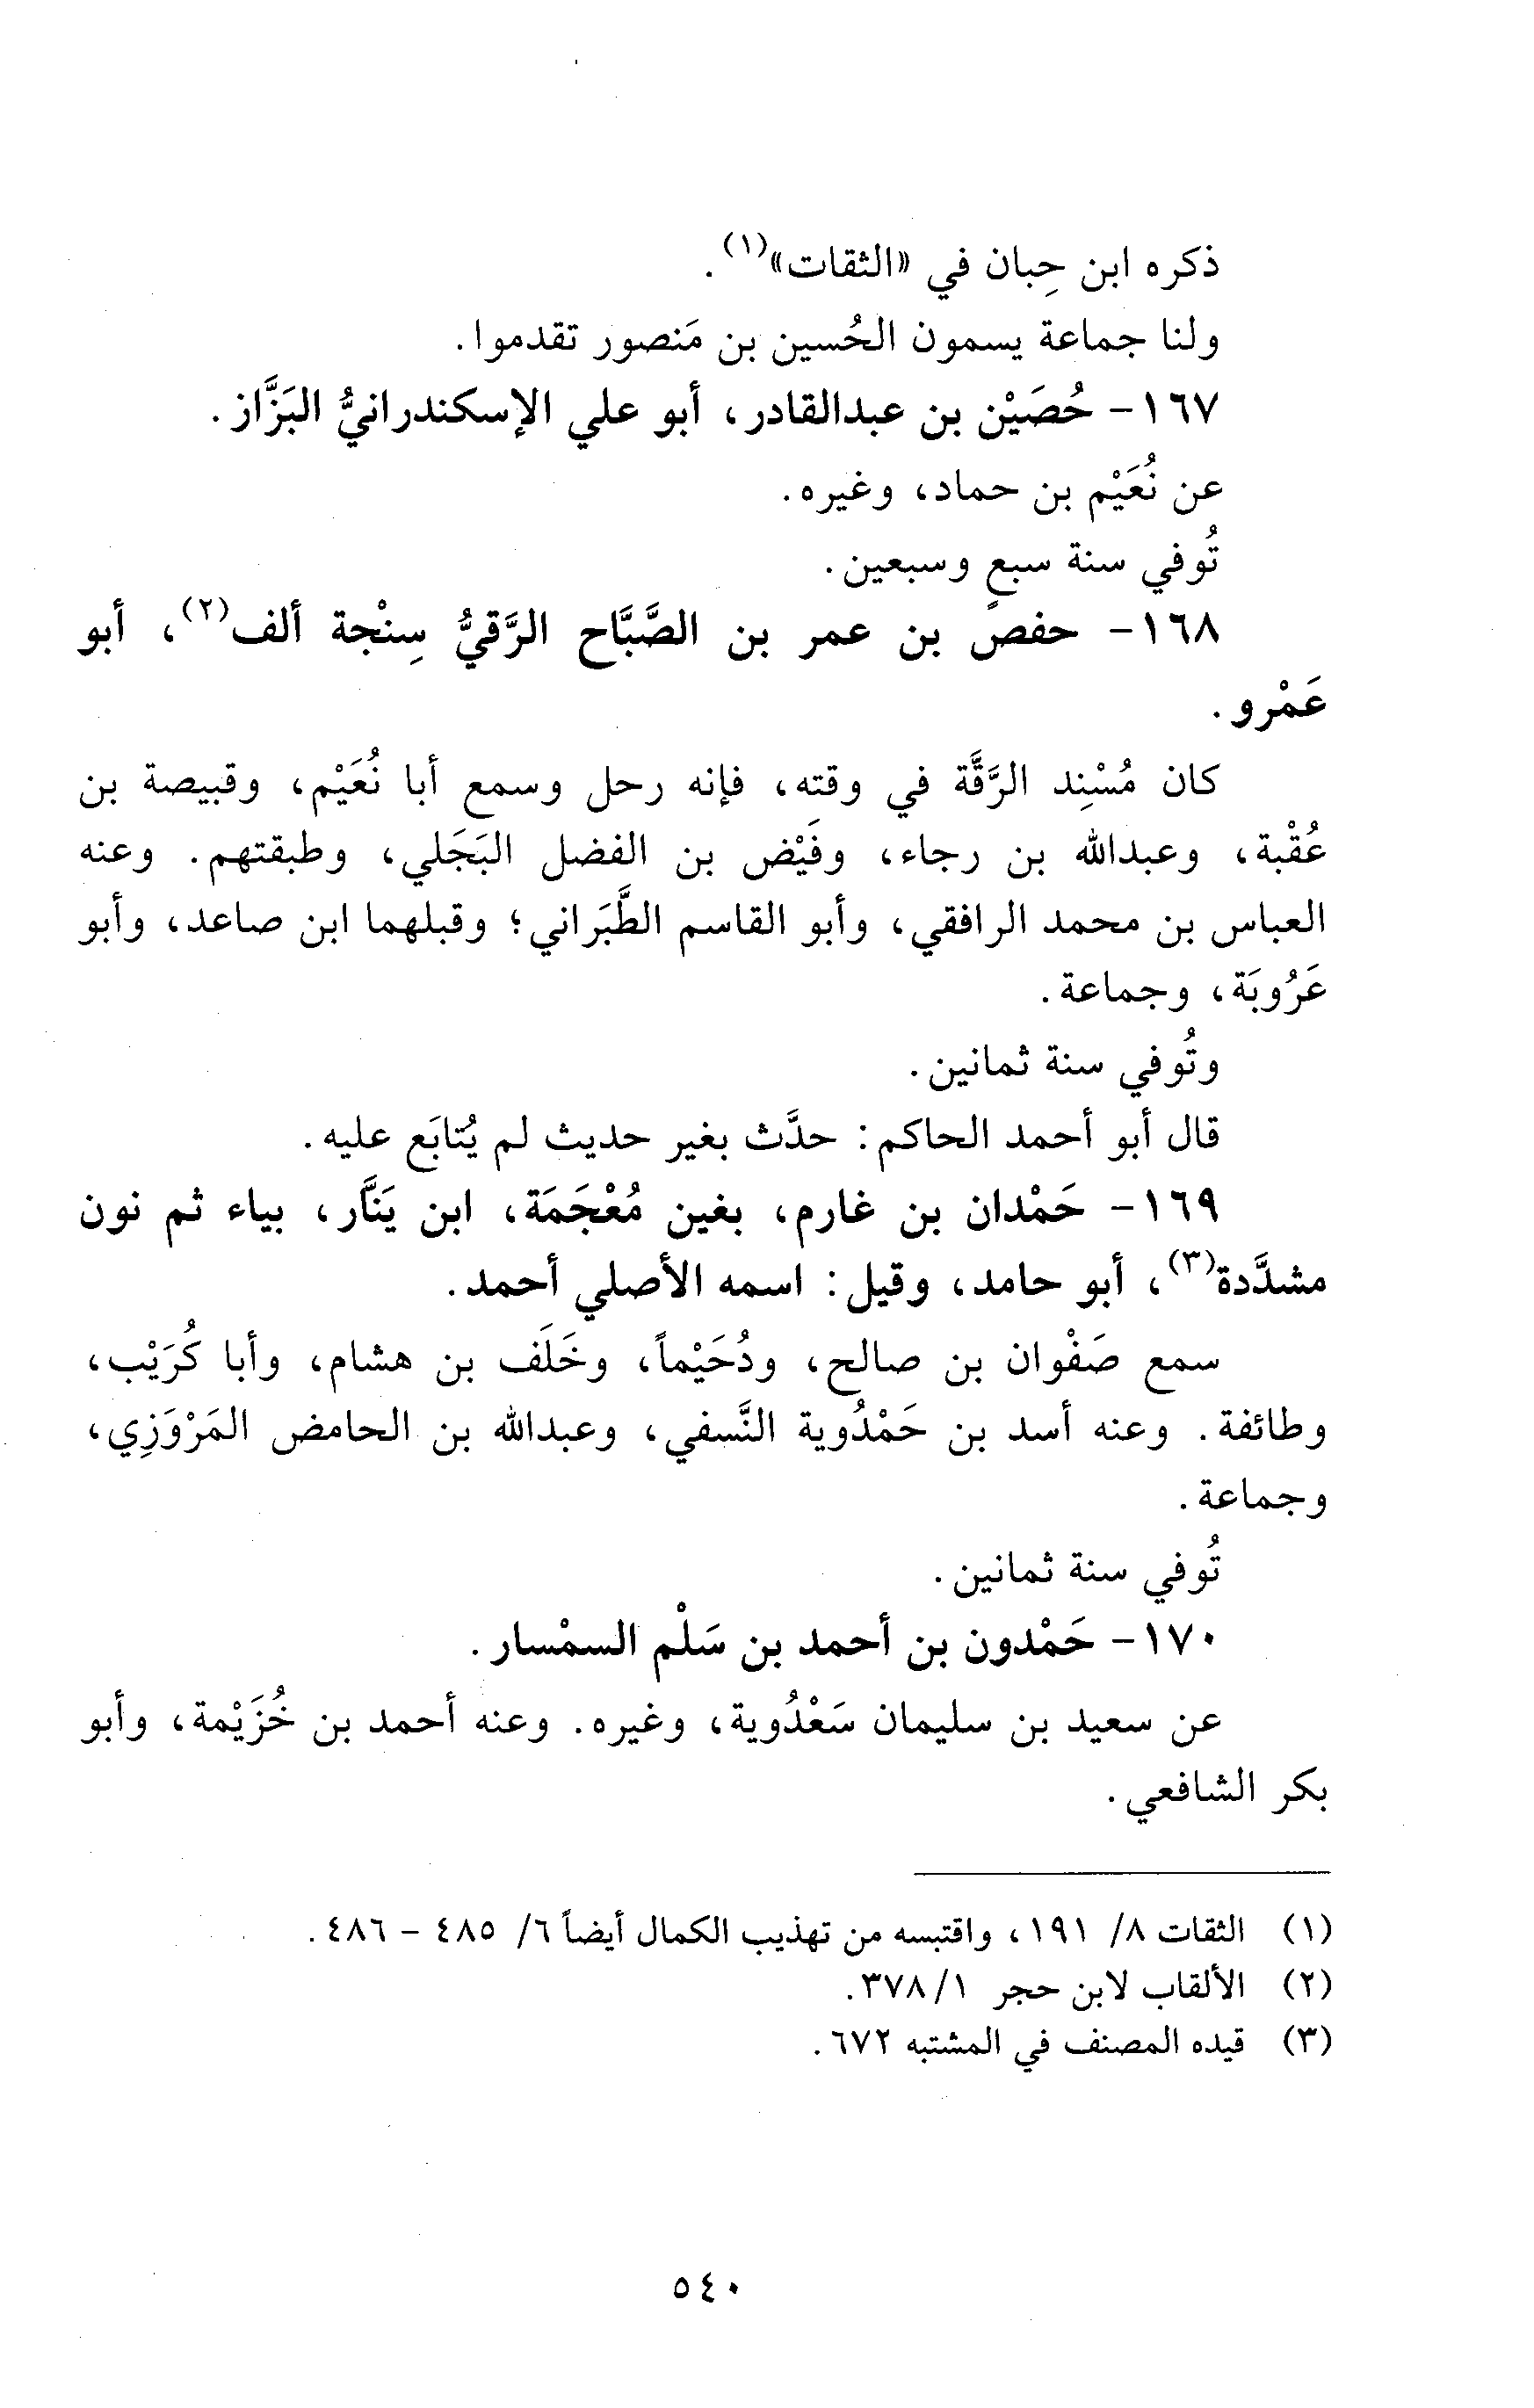 ذكره ابن حِبان في «الثقات»(١).
ولنا جماعة يسمون الحُسين بن مَنصور تقدموا.
١٦٧- حُصَيْن بن عبدالقادر، أبو علي الإسكندرانيُّ البَزَّاز.
عن نُعَيْم بن حماد، وغيره.
تُوفي سنة سبعٍ وسبعين.
١٦٨- حفص بن عمر بن الصَّبَّاح الرَّقيُّ سِنْجة ألف(٢)، أبو
عَمْرو.
كان مُسْنِد الرَّقَّة في وقته، فإنه رحل وسمع أبا نُعَيْم، وقبيصة بن
عُقْبة، وعبدالله بن رجاء، وفَيْض بن الفضل البَجَلي، وطبقتهم. وعنه
العباس بن محمد الرافقي، وأبو القاسم الطَّبَراني؛ وقبلهما ابن صاعد، وأبو
عَرُوبَة، وجماعة.
وتُوفي سنة ثمانين.
قال أبو أحمد الحاكم: حدَّث بغير حديث لم يُتابَع عليه.
١٦٩- حَمْدان بن غارم، بغين مُعْجَمَة، ابن يَنَّار، بياء ثم نون
مشدَّدة(٣)، أبو حامد، وقيل: اسمه الأصلي أحمد.
سمع صَفْوان بن صالح، ودُحَيْماً، وخَلَف بن هشام، وأبا كُرَيْب،
وطائفة. وعنه أسد بن حَمْدُوية النَّسفي، وعبدالله بن الحامض المَرْوَزِي،
وجماعة.
تُوفي سنة ثمانين.
١٧٠- حَمْدون بن أحمد بن سَلْم السمْسار.
عن سعيد بن سليمان سَعْدُوية، وغيره. وعنه أحمد بن خُزَيْمة، وأبو
بكر الشافعي.
(١) الثقات ٨/ ١٩١، واقتبسه من تهذيب الكمال أيضاً ٦/ ٤٨٥ - ٤٨٦.
(٢) الألقاب لابن حجر ١/ ٣٧٨.
(٣) قيده المصنف في المشتبه ٦٧٢.
٥٤٠